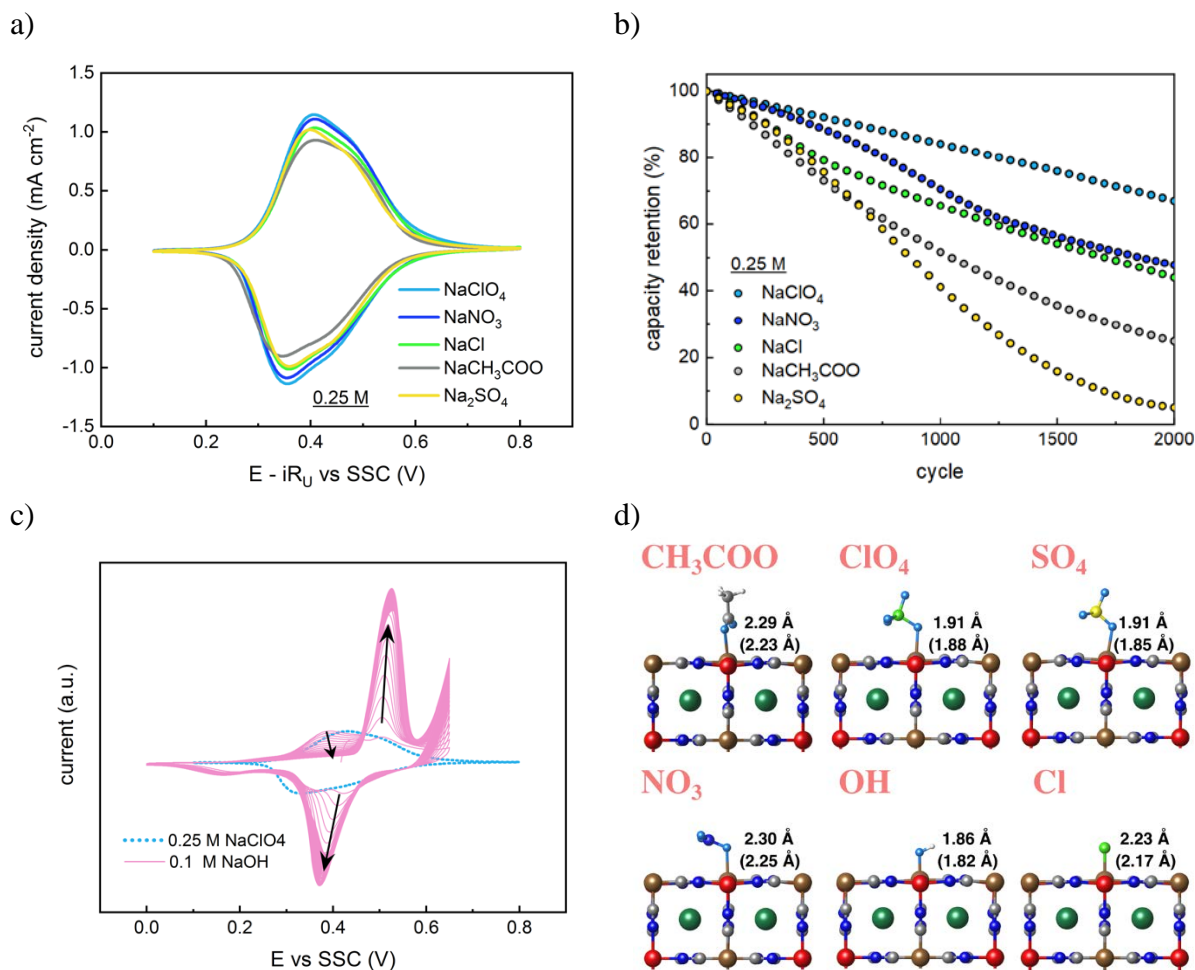 a)
1.5
1.0
0.5
0.0
-0.5
-1.0
-1.5
current density (mA cm⁻²)
NaClO₄
NaNO₃
NaCl
NaCH₃COO
Na₂SO₄
0.25 M
0.0 0.2 0.4 0.6 0.8
E - iR_U vs SSC (V)
b)
100
80
60
40
20
0
capacity retention (%)
0.25 M
NaClO₄
NaNO₃
NaCl
NaCH₃COO
Na₂SO₄
0 500 1000 1500 2000
cycle
c)
current (a.u.)
0.25 M NaClO4
0.1 M NaOH
0.0 0.2 0.4 0.6 0.8
E vs SSC (V)
d)
CH₃COO ClO₄ SO₄
2.29 Å 1.91 Å 1.91 Å
(2.23 Å) (1.88 Å) (1.85 Å)
NO₃ OH Cl
2.30 Å 1.86 Å 2.23 Å
(2.25 Å) (1.82 Å) (2.17 Å)